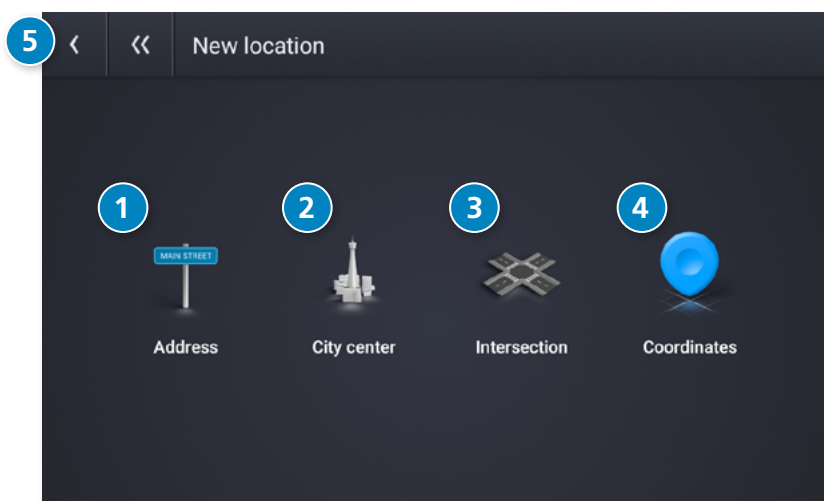 5
New location
1
2
3
4
MAIN STREET
Address
City center
Intersection
Coordinates